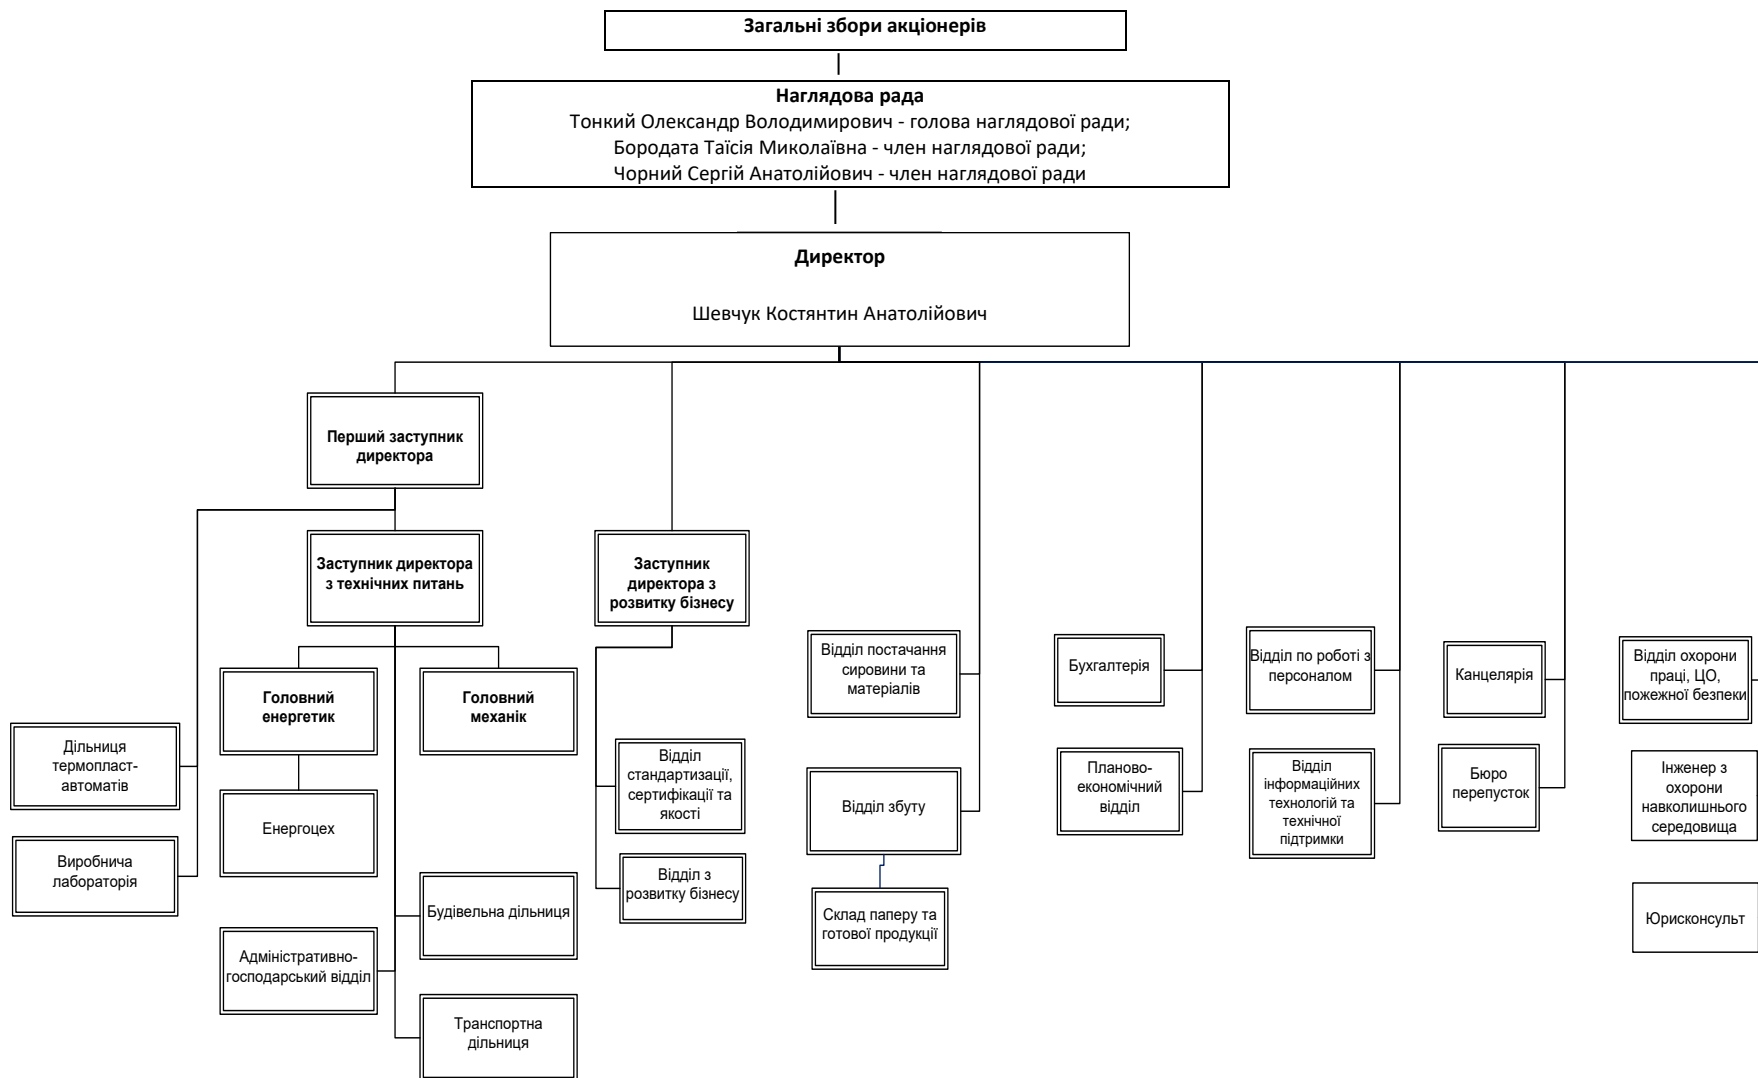 Загальні збори акціонерів
Наглядова рада
Тонкий Олександр Володимирович - голова наглядової ради;
Бородата Таїсія Миколаївна - член наглядової ради;
Чорний Сергій Анатолійович - член наглядової ради
Директор
Шевчук Костянтин Анатолійович
Перший заступник
директора
Заступник директора
з технічних питань
Заступник
директора з
розвитку бізнесу
Головний
енергетик
Головний
механік
Дільниця
термопласт-
автоматів
Виробнича
лабораторія
Енергоцех
Адміністративно-
господарський відділ
Будівельна дільниця
Транспортна
дільниця
Відділ
стандартизації,
сертифікації та
якості
Відділ з
розвитку бізнесу
Відділ постачання
сировини та
матеріалів
Відділ збуту
Склад паперу та
готової продукції
Бухгалтерія
Планово-
економічний
відділ
Відділ по роботі з
персоналом
Відділ
інформаційних
технологій та
технічної
підтримки
Канцелярія
Бюро
перепусток
Відділ охорони
праці, ЦО,
пожежної безпеки
Інженер з
охорони
навколишнього
середовища
Юрисконсульт